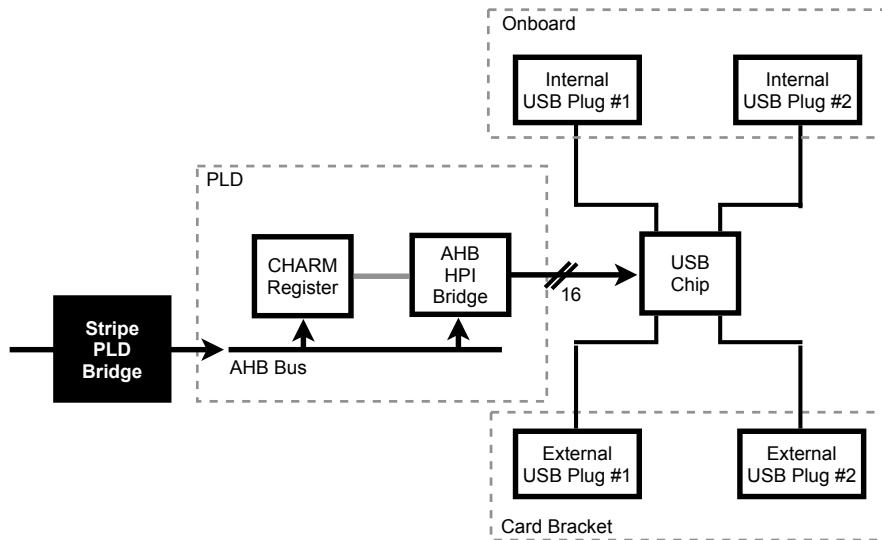 Onboard
Internal
USB Plug #1
Internal
USB Plug #2
PLD
CHARM
Register
AHB
HPI
Bridge
USB
Chip
16
Stripe
PLD
Bridge
AHB Bus
External
USB Plug #1
External
USB Plug #2
Card Bracket